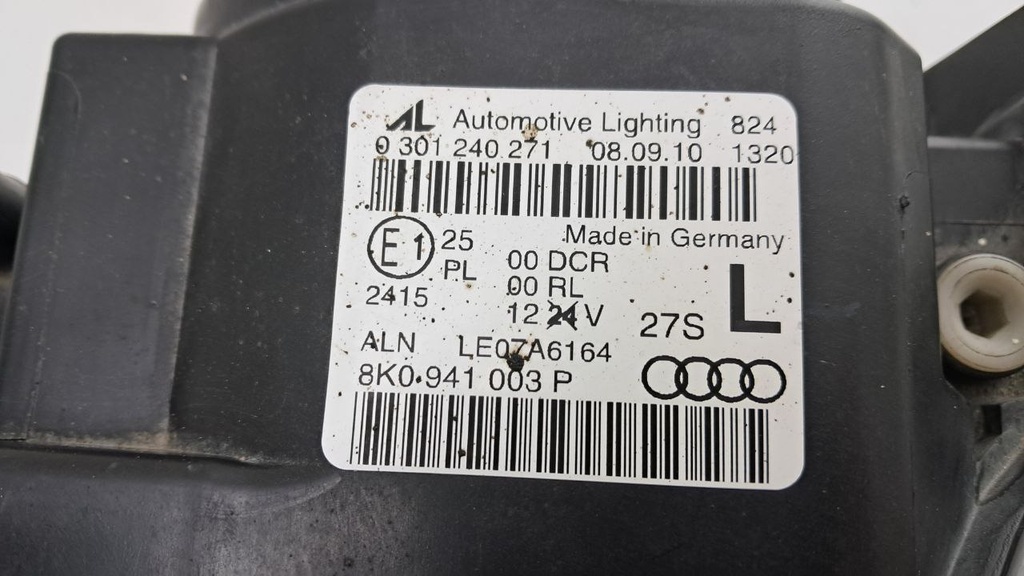 AL Automotive Lighting 824
0 301 240 271 08.09.10 1320
Made in Germany
E1 25 00 DCR
PL 00 RL
2415 12 24 V 27S L
ALN LE07A6164
8K0 941 003 P